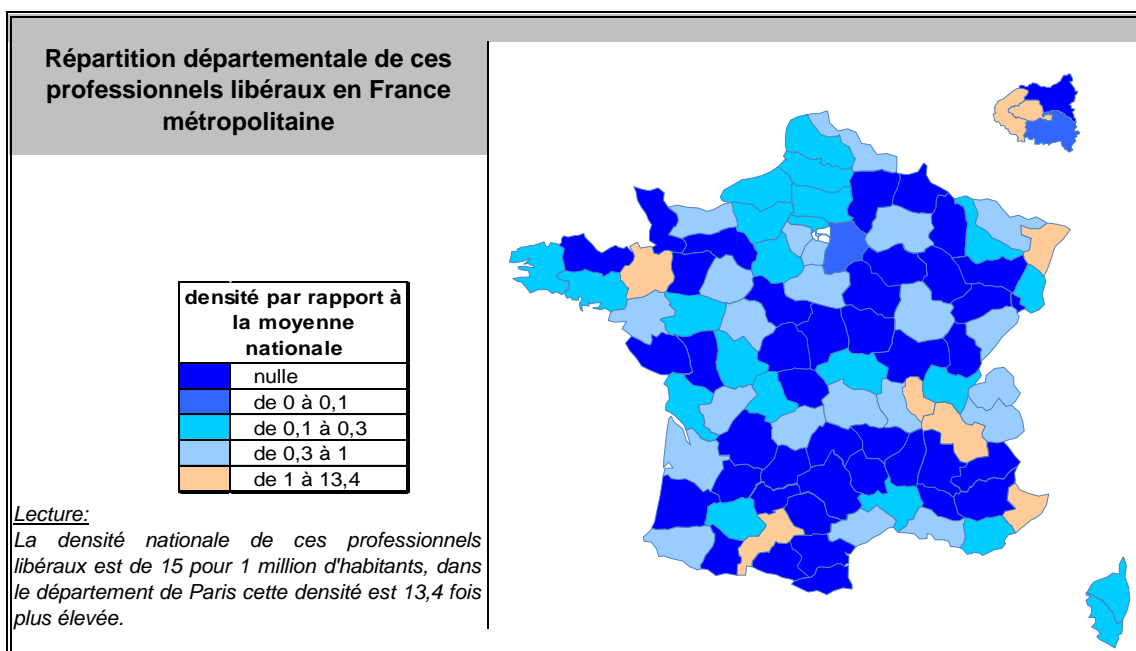 Répartition départementale de ces
professionnels libéraux en France
métropolitaine
densité par rapport à
la moyenne
nationale
nulle
de 0 à 0,1
de 0,1 à 0,3
de 0,3 à 1
de 1 à 13,4
Lecture:
La densité nationale de ces professionnels
libéraux est de 15 pour 1 million d'habitants, dans
le département de Paris cette densité est 13,4 fois
plus élevée.